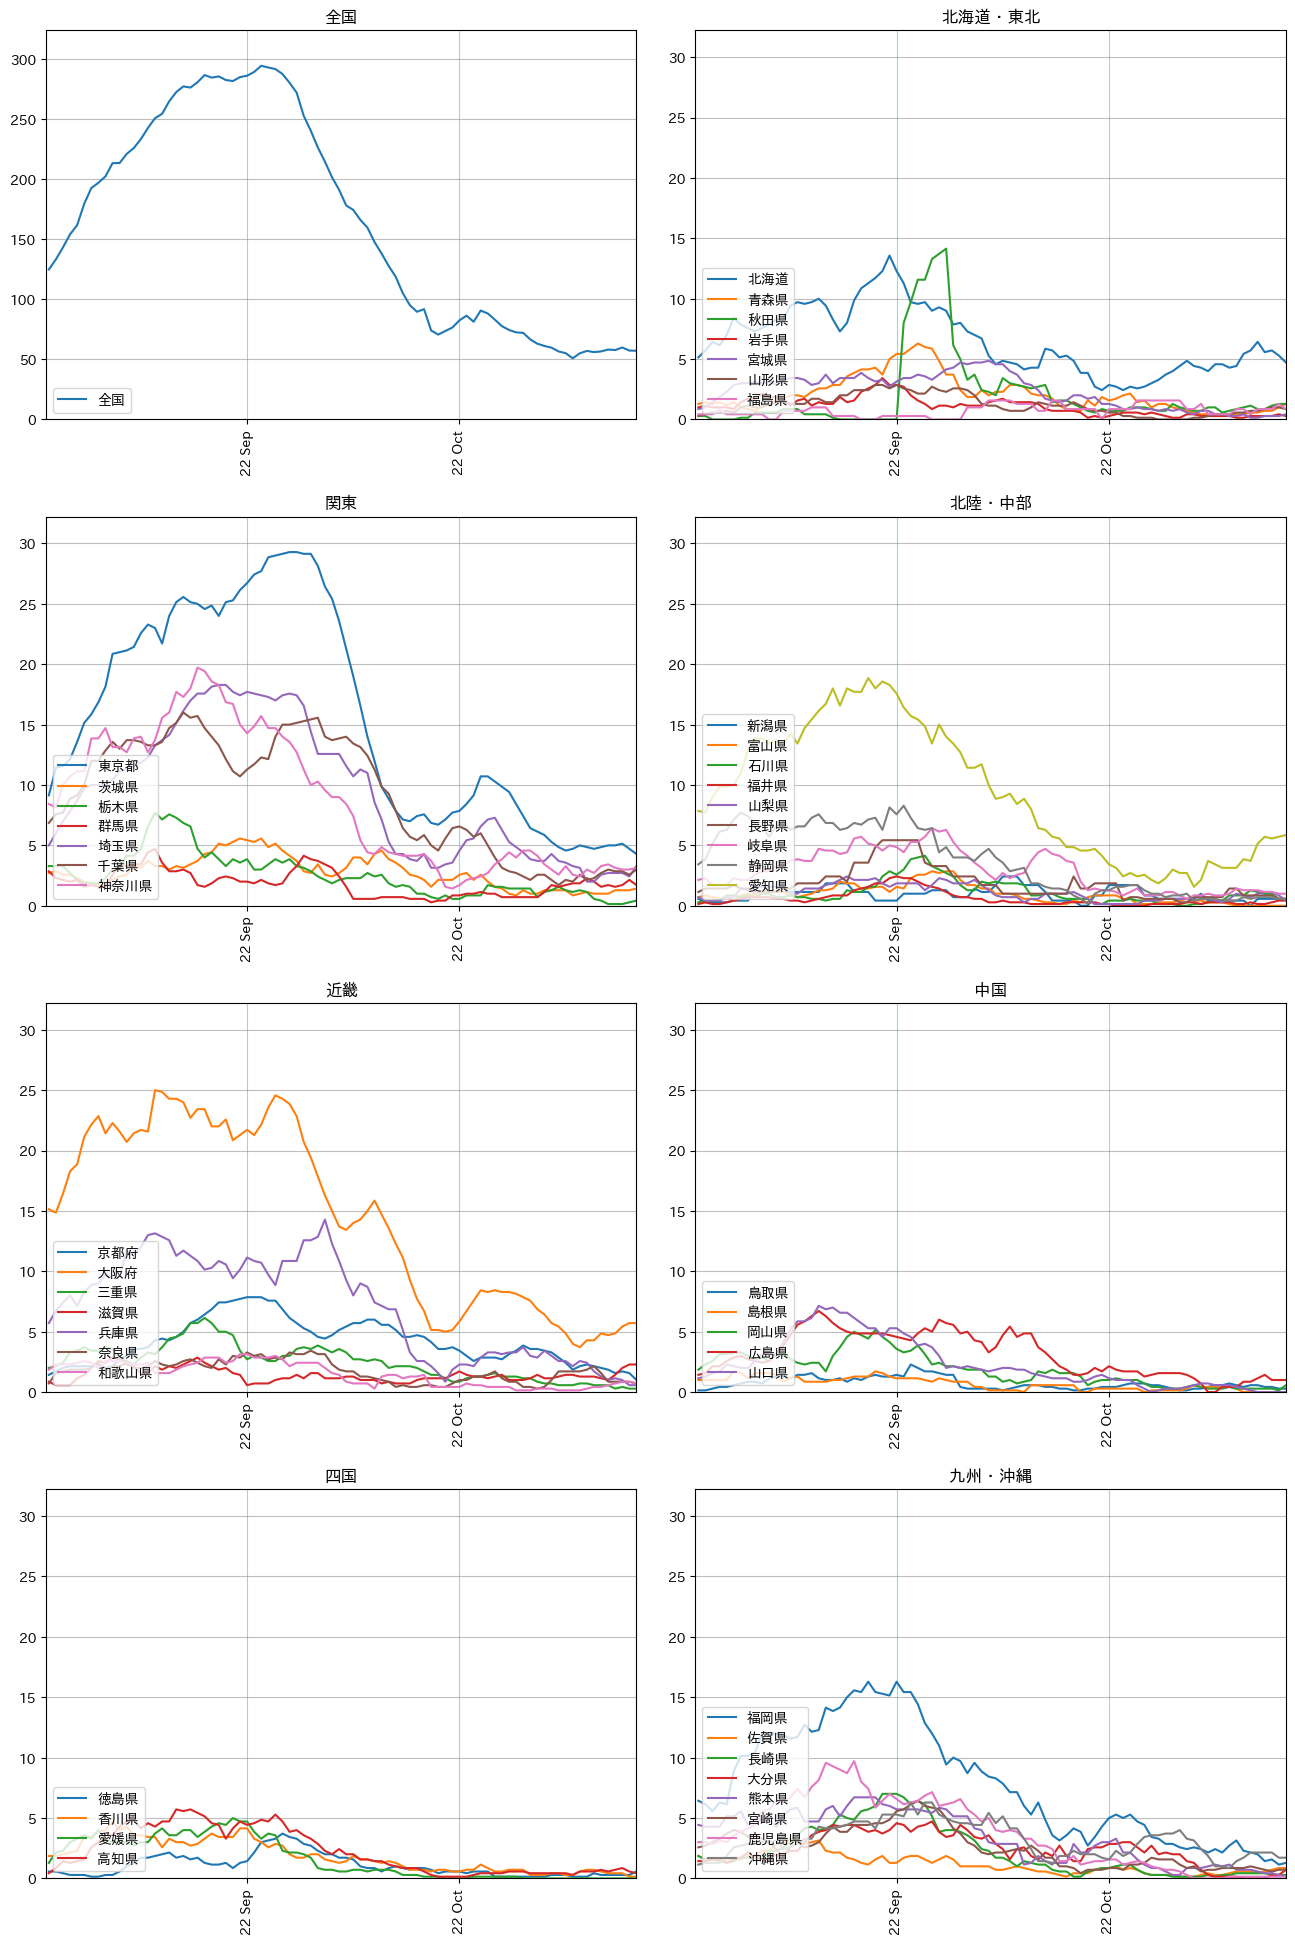 全国
300
250
200
150
100
50
0
22 Sep
22 Oct
全国
北海道・東北
30
25
20
15
10
5
0
22 Sep
22 Oct
北海道
青森県
秋田県
岩手県
宮城県
山形県
福島県
関東
30
25
20
15
10
5
0
22 Sep
22 Oct
東京都
茨城県
栃木県
群馬県
埼玉県
千葉県
神奈川県
北陸・中部
30
25
20
15
10
5
0
22 Sep
22 Oct
新潟県
富山県
石川県
福井県
山梨県
長野県
岐阜県
静岡県
愛知県
近畿
30
25
20
15
10
5
0
22 Sep
22 Oct
京都府
大阪府
三重県
滋賀県
兵庫県
奈良県
和歌山県
中国
30
25
20
15
10
5
0
22 Sep
22 Oct
鳥取県
島根県
岡山県
広島県
山口県
四国
30
25
20
15
10
5
0
22 Sep
22 Oct
徳島県
香川県
愛媛県
高知県
九州・沖縄
30
25
20
15
10
5
0
22 Sep
22 Oct
福岡県
佐賀県
長崎県
大分県
熊本県
宮崎県
鹿児島県
沖縄県